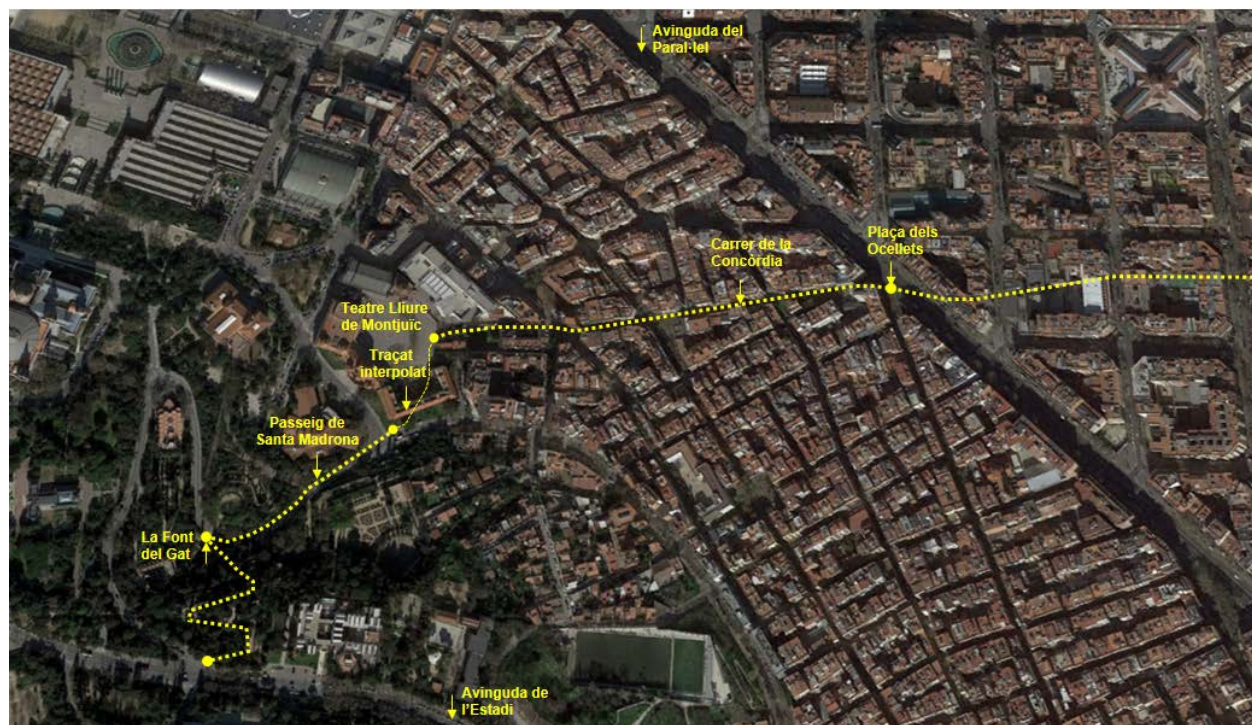 Avinguda del
Paral·lel
Plaça dels
Ocellets
Carrer de la
Concòrdia
Teatre Lliure
de Montjuïc
Traçat
interpolat
Passeig de
Santa Madrona
La Font
del Gat
Avinguda de
l'Estadi